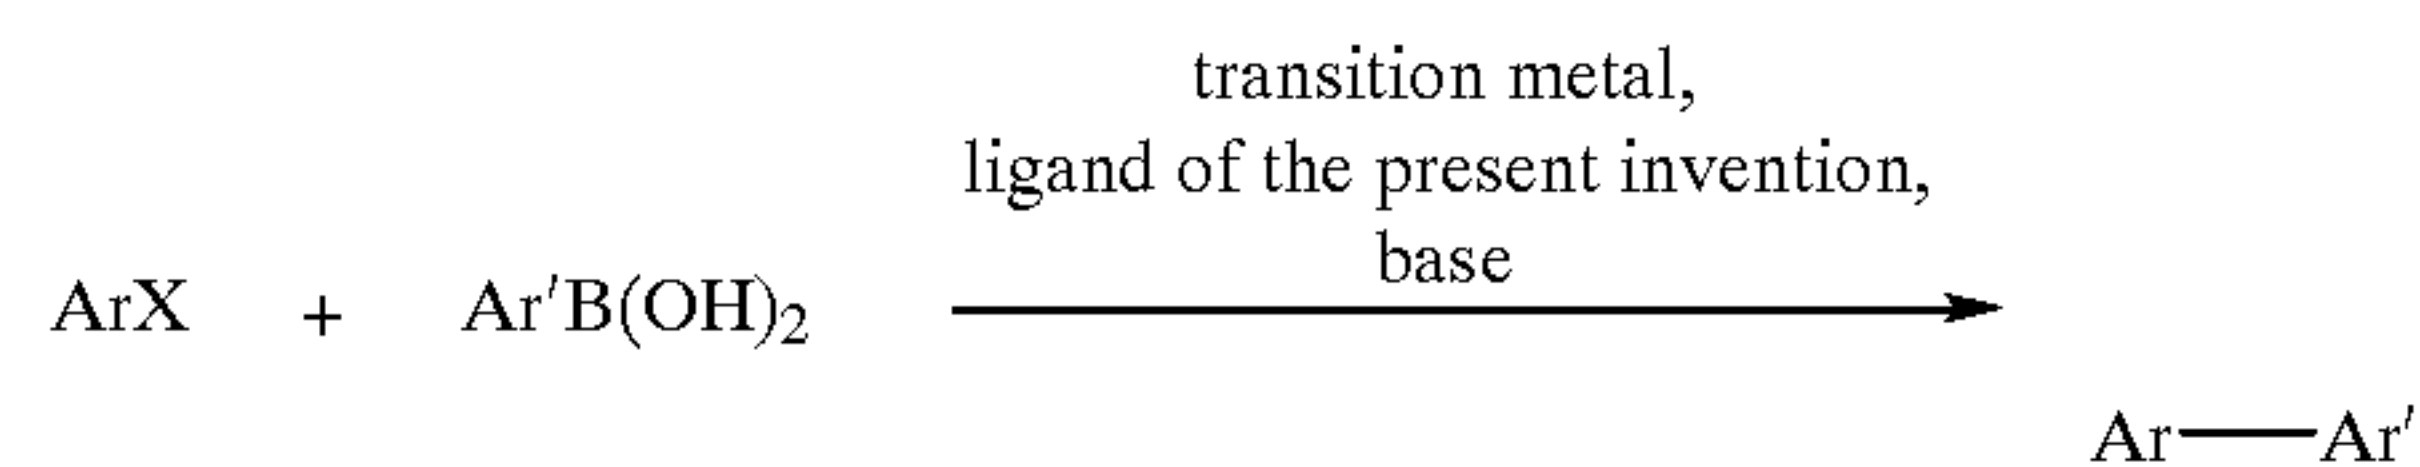 transition metal,
ligand of the present invention,
base
ArX + Ar′B(OH)₂
Ar—Ar′